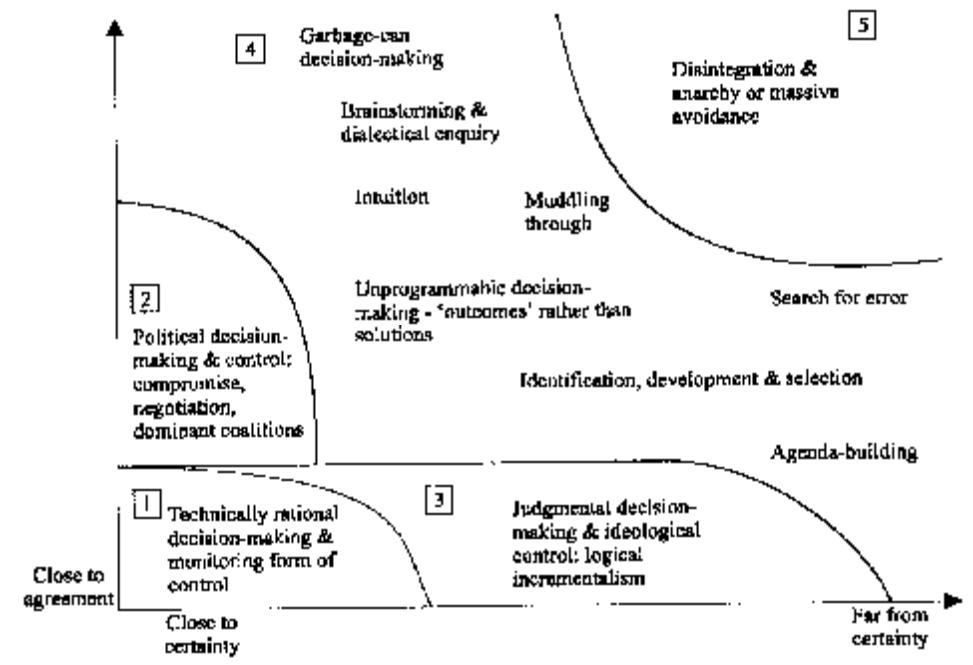 4
Garbage-can
decision-making
5
Disintegration &
anarchy or massive
avoidance
Brainstorming &
dialectical enquiry
Intuition
Muddling
through
2
Unprogrammable decision-
making - 'outcomes' rather than
solutions
Search for error
Political decision-
making & control:
compromise,
negotiation,
dominant coalitions
Identification, development & selection
Agenda-building
1
Technically rational
decision-making &
monitoring form of
control
3
Judgmental decision-
making & ideological
control: logical
incrementalism
Close to
agreement
Close to
certainty
Far from
certainty